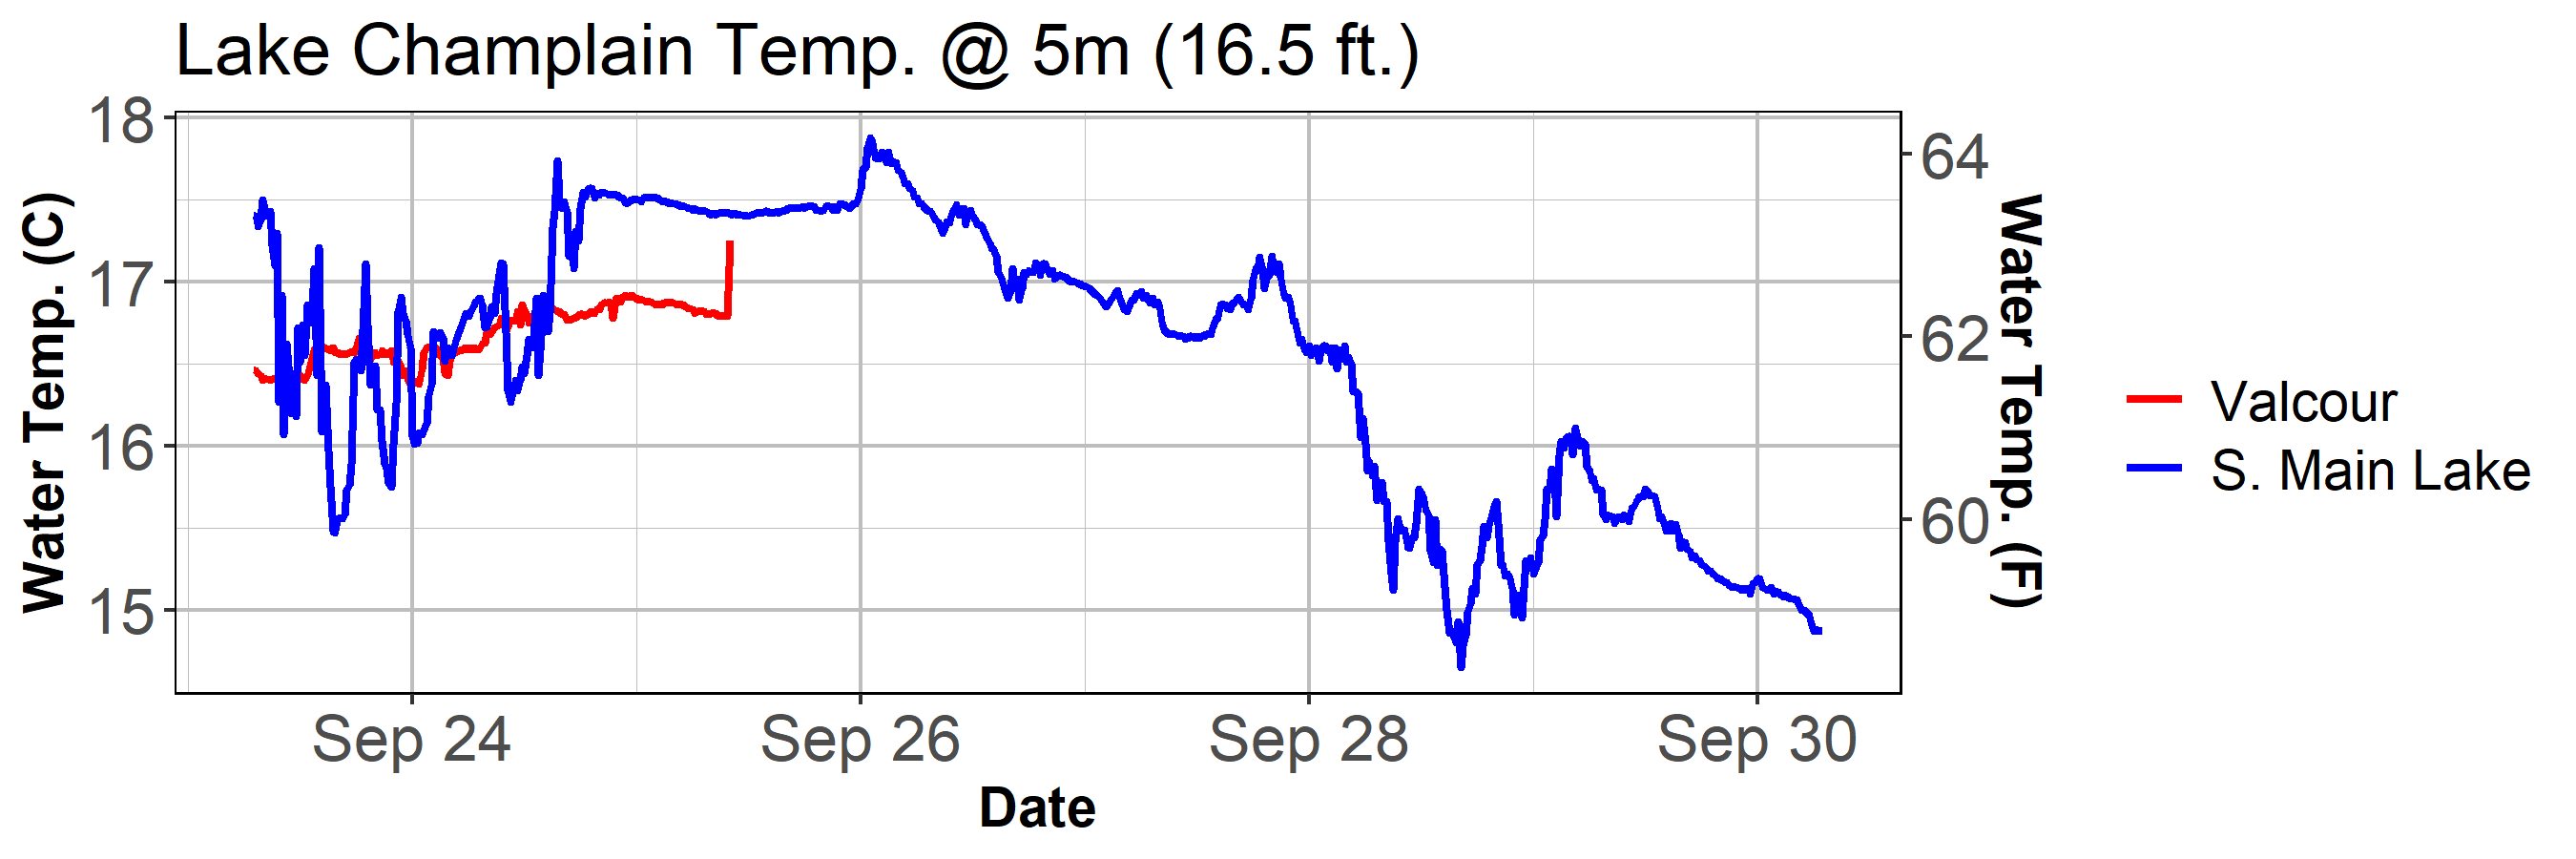 Lake Champlain Temp. @ 5m (16.5 ft.)
Water Temp. (C)
18
17
16
15
64
62
60
Water Temp. (F)
Sep 24
Sep 26
Sep 28
Sep 30
Date
Valcour
S. Main Lake